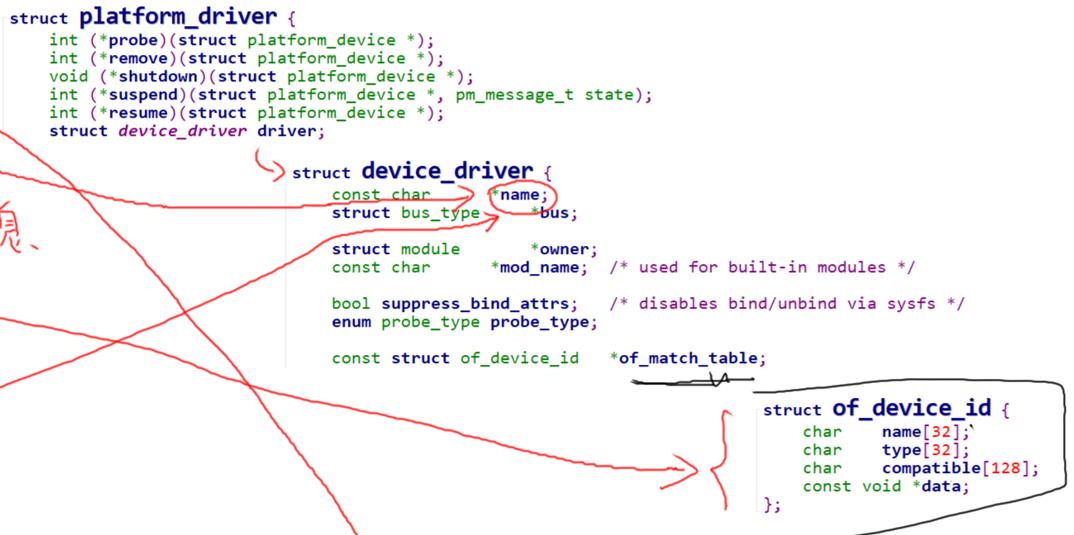 struct platform_driver {
int (*probe)(struct platform_device *);
int (*remove)(struct platform_device *);
void (*shutdown)(struct platform_device *);
int (*suspend)(struct platform_device *, pm_message_t state);
int (*resume)(struct platform_device *);
struct device_driver driver;
struct device_driver {
const char *name;
struct bus_type *bus;
struct module *owner;
const char *mod_name; /* used for built-in modules */
bool suppress_bind_attrs; /* disables bind/unbind via sysfs */
enum probe_type probe_type;
const struct of_device_id *of_match_table;
struct of_device_id {
char name[32];
char type[32];
char compatible[128];
const void *data;
};